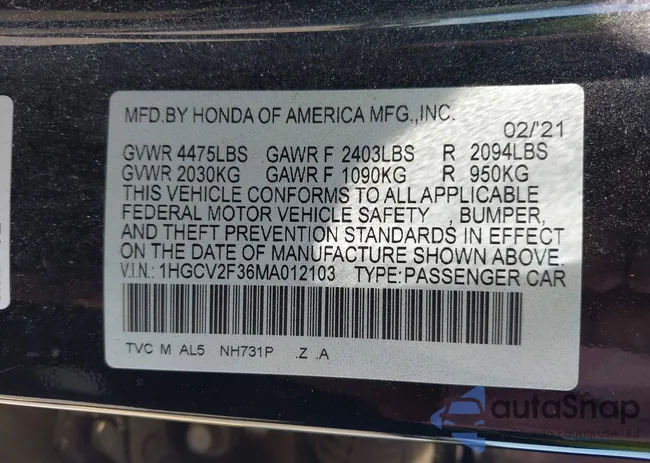 MFD.BY HONDA OF AMERICA MFG.,INC.
02/'21
GVWR 4475LBS GAWR F 2403LBS R 2094LBS
GVWR 2030KG GAWR F 1090KG R 950KG
THIS VEHICLE CONFORMS TO ALL APPLICABLE
FEDERAL MOTOR VEHICLE SAFETY , BUMPER,
AND THEFT PREVENTION STANDARDS IN EFFECT
ON THE DATE OF MANUFACTURE SHOWN ABOVE.
V.I.N.: 1HGCV2F36MA012103 TYPE:PASSENGER CAR
TVC M AL5 NH731P .Z .A
autaSnap